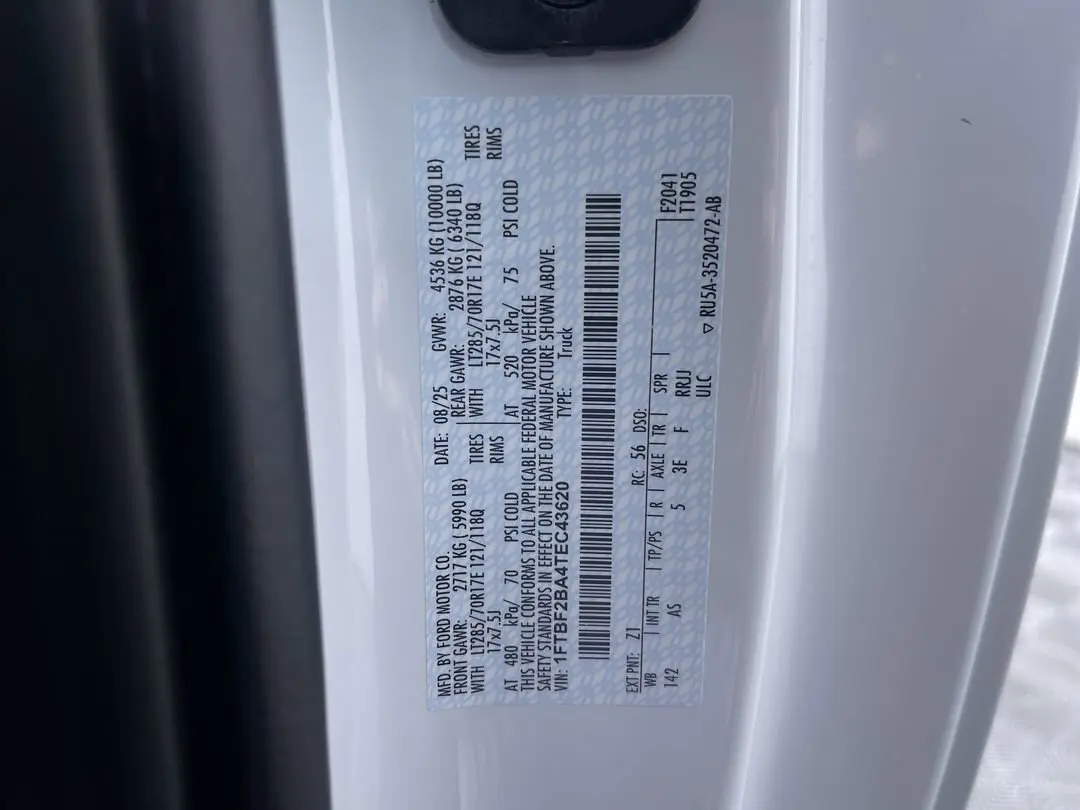 MFD. BY FORD MOTOR CO. DATE: 08/25 GVWR: 4536 KG (10000 LB)
FRONT GAWR: 2717 KG ( 5990 LB) REAR GAWR: 2876 KG ( 6340 LB)
WITH LT285/70R17E 121/118Q TIRES WITH LT285/70R17E 121/118Q TIRES
17x7.5J RIMS 17x7.5J RIMS
AT 480 kPa/ 70 PSI COLD AT 520 kPa/ 75 PSI COLD
THIS VEHICLE CONFORMS TO ALL APPLICABLE FEDERAL MOTOR VEHICLE
SAFETY STANDARDS IN EFFECT ON THE DATE OF MANUFACTURE SHOWN ABOVE.
VIN: 1FTBF2BA4TEC43620 TYPE: Truck
EXT PNT: Z1 RC: 56 DSO:
WB INT TR TP/PS R AXLE TR SPR F2041
142 AS 5 3E F RRJJ T1905
ULC ▽ RU5A-3520472-AB